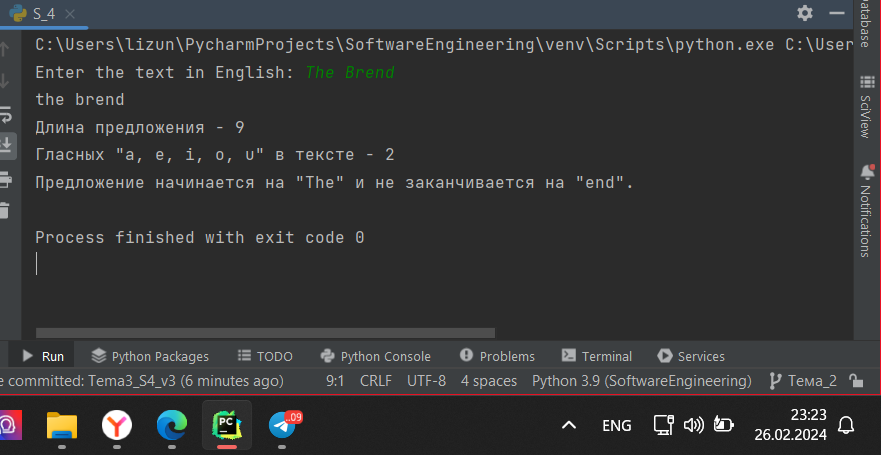 S_4
C:\Users\lizun\PycharmProjects\SoftwareEngineering\venv\Scripts\python.exe C:\User
Enter the text in English: The Brend
the brend
Длина предложения - 9
Гласных "a, e, i, o, u" в тексте - 2
Предложение начинается на "The" и не заканчивается на "end".
Process finished with exit code 0
Database
SciView
Notifications
Run Python Packages TODO Python Console Problems Terminal Services
e committed: Tema3_S4_v3 (6 minutes ago) 9:1 CRLF UTF-8 4 spaces Python 3.9 (SoftwareEngineering) Тема_2
PC ..09 ENG 23:23
26.02.2024